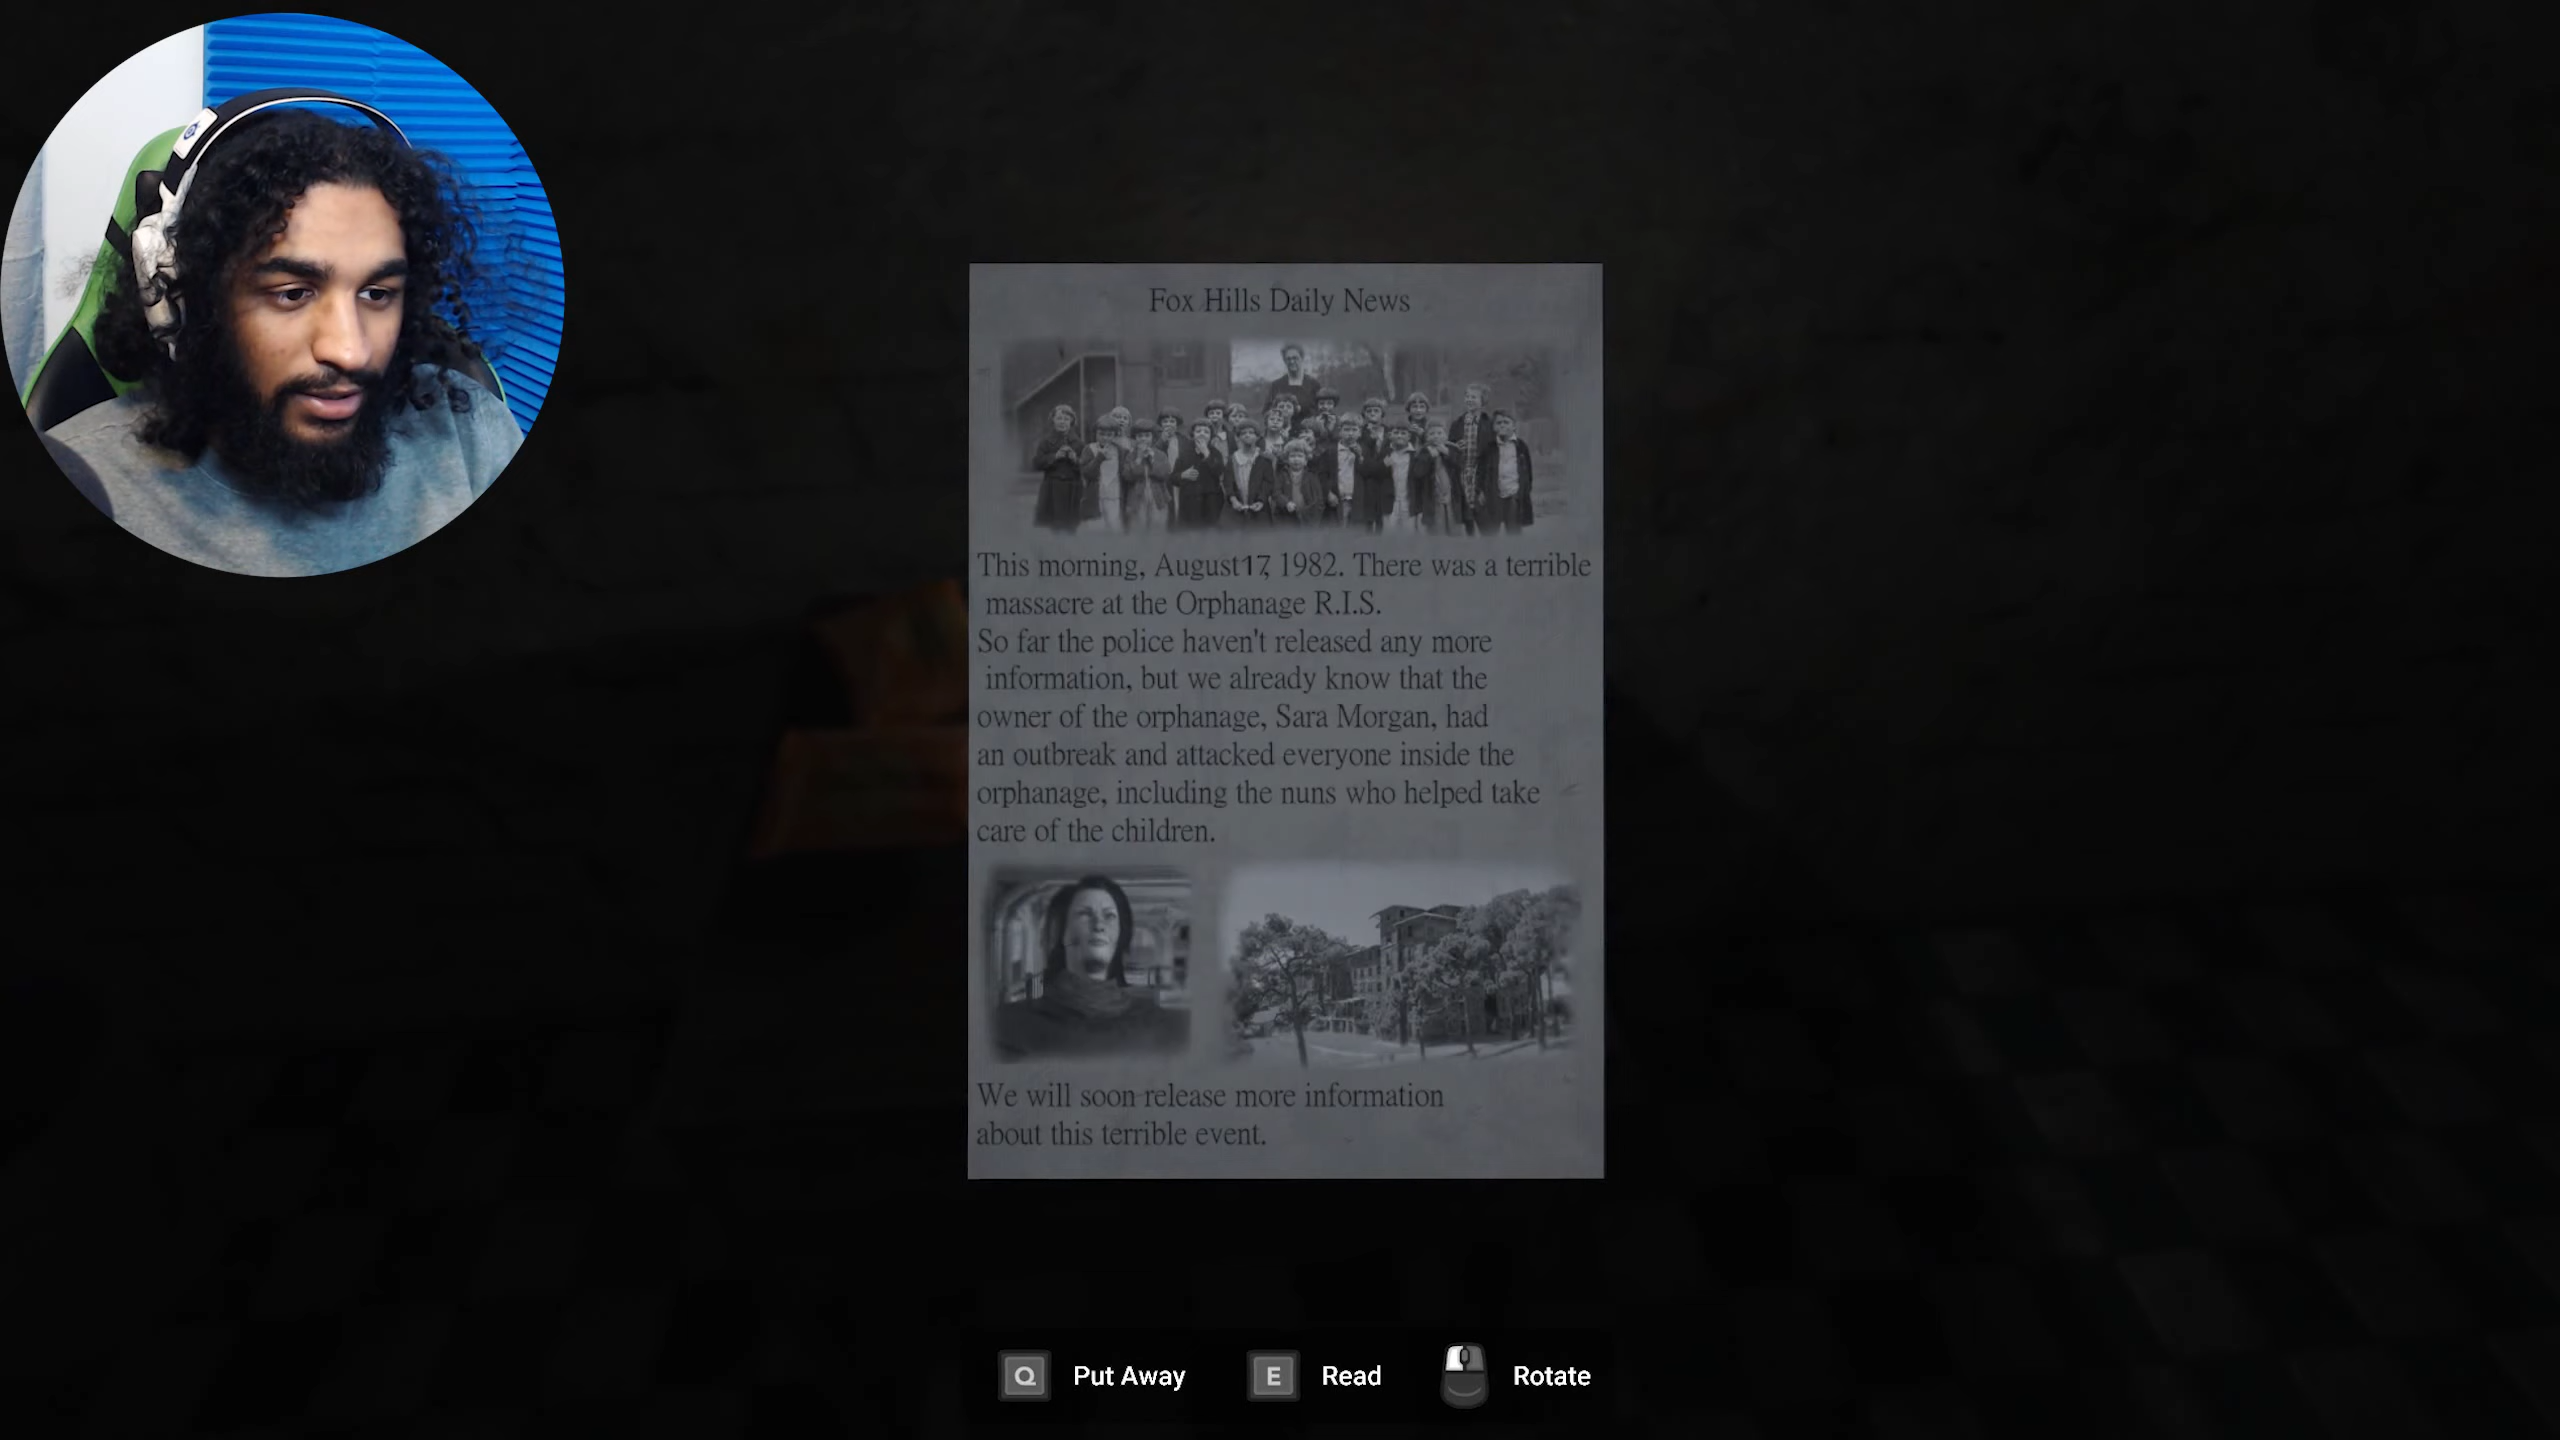 Fox Hills Daily News
This morning, August17, 1982. There was a terrible
massacre at the Orphanage R.I.S.
So far the police haven't released any more
information, but we already know that the
owner of the orphanage, Sara Morgan, had
an outbreak and attacked everyone inside the
orphanage, including the nuns who helped take
care of the children.
We will soon release more information
about this terrible event.
Q Put Away E Read Rotate